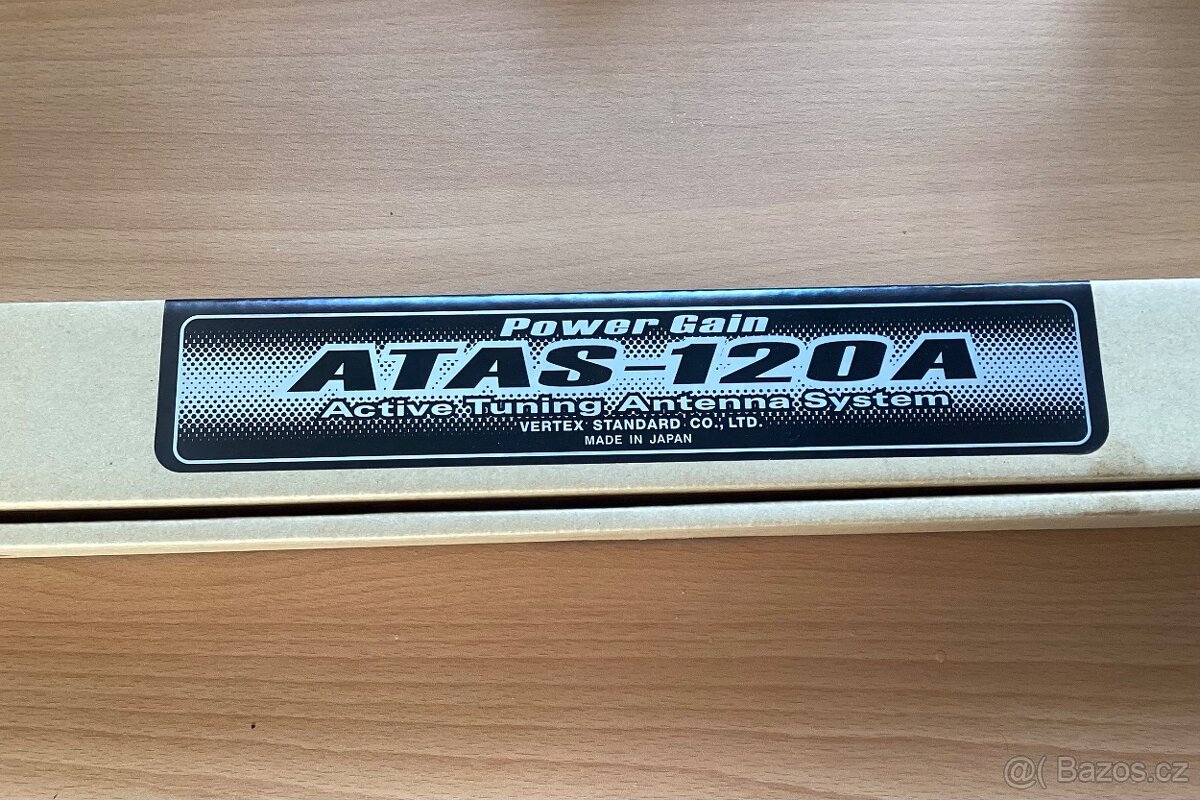 Power Gain
ATAS-120A
Active Tuning Antenna System
VERTEX STANDARD CO., LTD.
MADE IN JAPAN
@( Bazos.cz